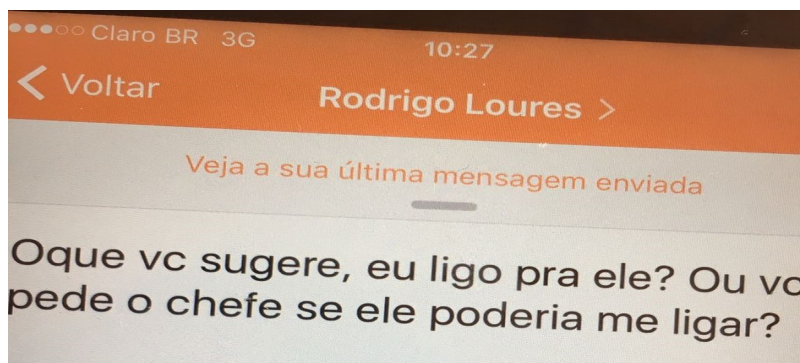 Claro BR 3G 10:27
Voltar Rodrigo Loures
Veja a sua última mensagem enviada
Oque vc sugere, eu ligo pra ele? Ou vc
pede o chefe se ele poderia me ligar?